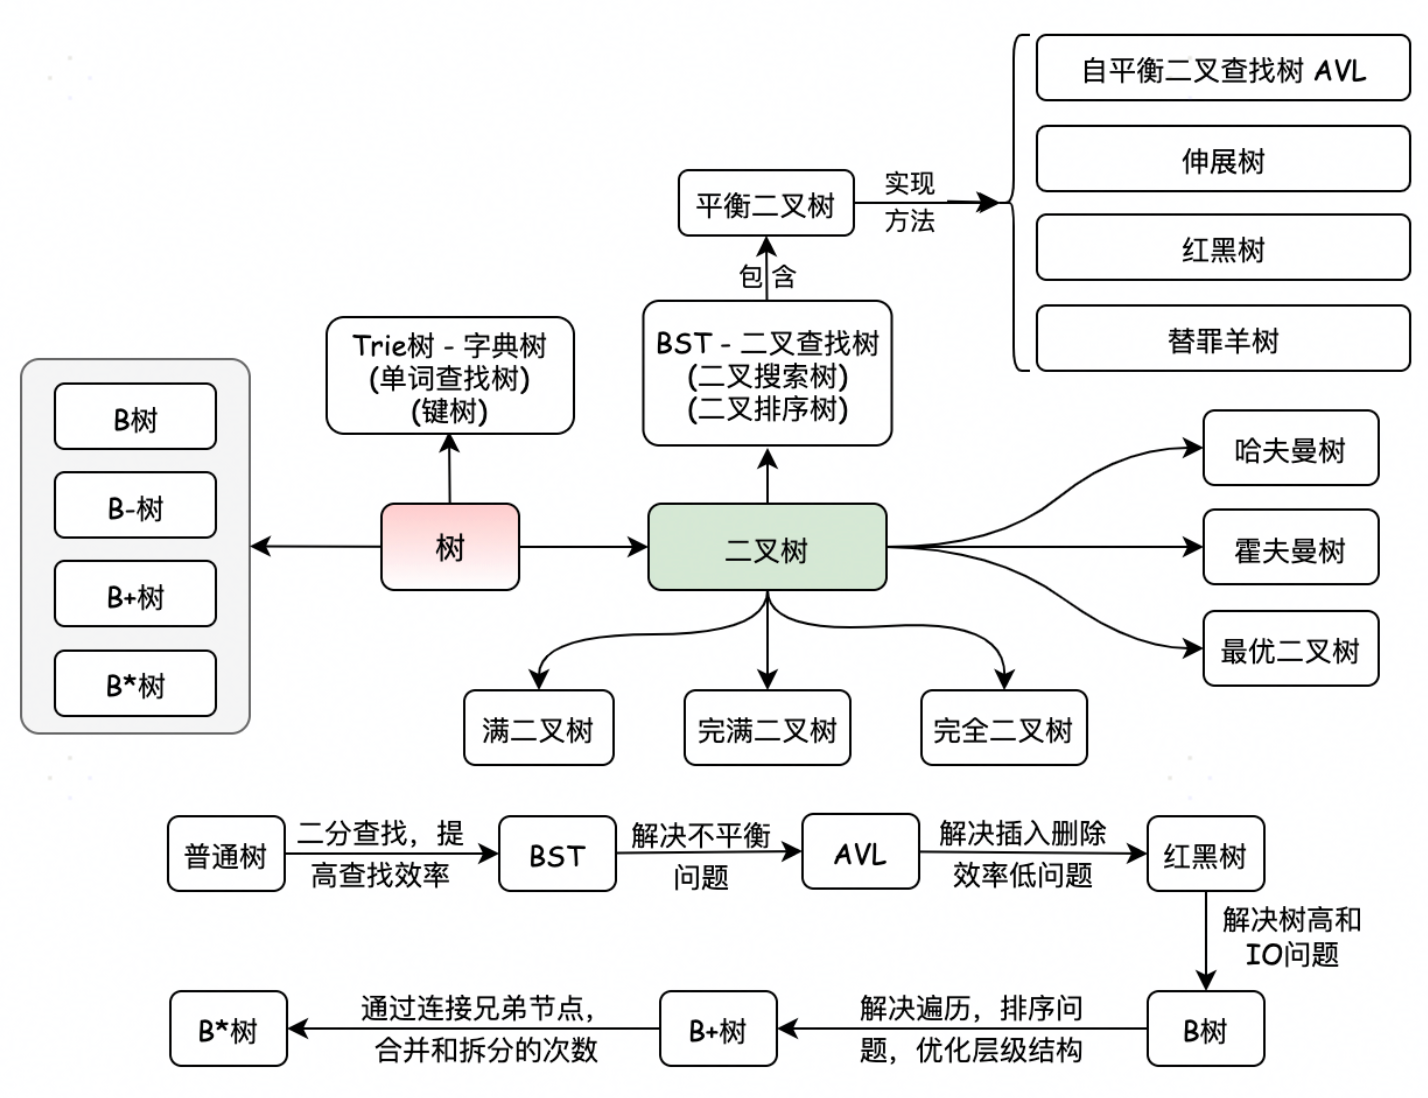 自平衡二叉查找树 AVL
伸展树
红黑树
替罪羊树
平衡二叉树
实现
方法
包含
BST - 二叉查找树
(二叉搜索树)
(二叉排序树)
Trie树 - 字典树
(单词查找树)
(键树)
B树
B-树
B+树
B*树
树
二叉树
哈夫曼树
霍夫曼树
最优二叉树
满二叉树
完满二叉树
完全二叉树
普通树
二分查找，提
高查找效率
BST
解决不平衡
问题
AVL
解决插入删除
效率低问题
红黑树
解决树高和
IO问题
B树
解决遍历，排序问
题，优化层级结构
B+树
通过连接兄弟节点，
合并和拆分的次数
B*树